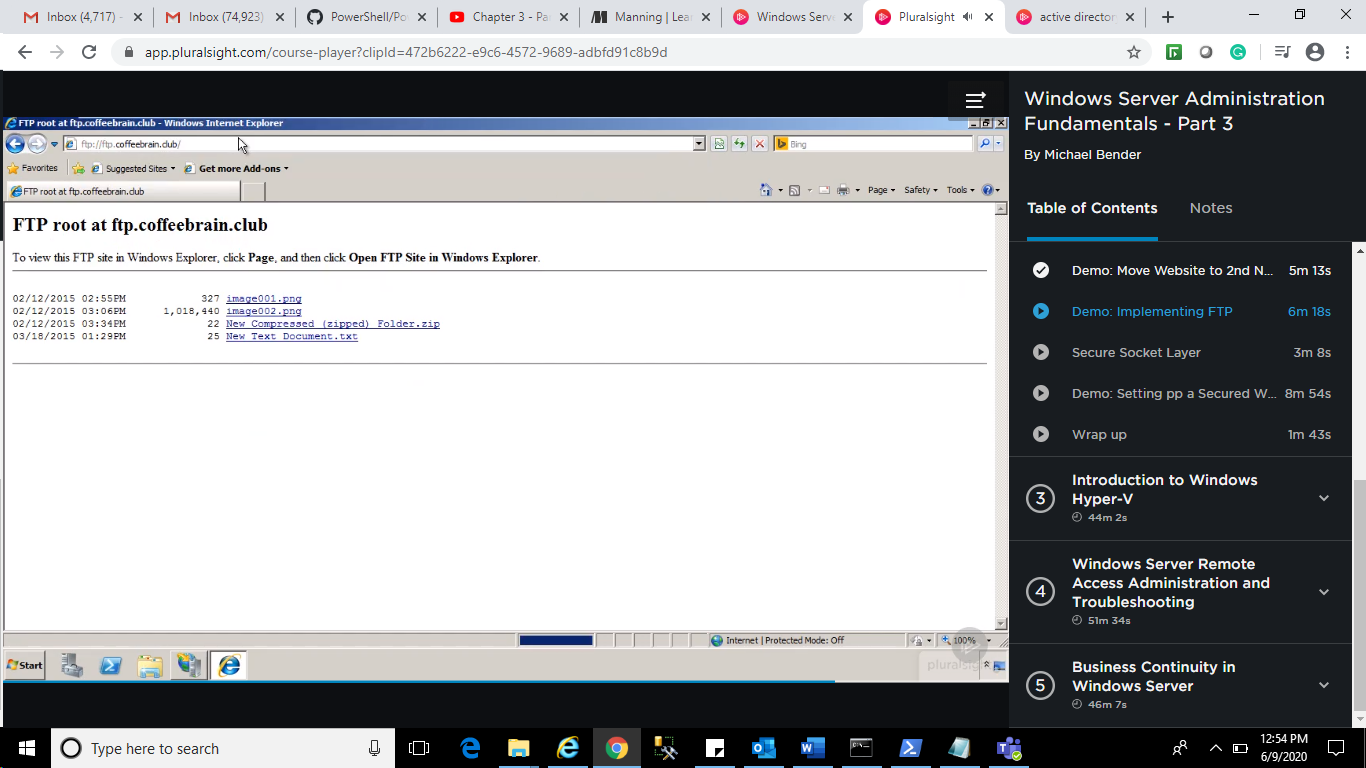 Inbox (4,717) -
Inbox (74,923)
PowerShell/Po
Chapter 3 - Pa
Manning | Lea
Windows Serv
Pluralsight
active director
app.pluralsight.com/course-player?clipId=472b6222-e9c6-4572-9689-adbfd91c8b9d
FTP root at ftp.coffeebrain.club - Windows Internet Explorer
ftp://ftp.coffeebrain.club/
Bing
Favorites
Suggested Sites
Get more Add-ons
FTP root at ftp.coffeebrain.club
Page
Safety
Tools
FTP root at ftp.coffeebrain.club
To view this FTP site in Windows Explorer, click Page, and then click Open FTP Site in Windows Explorer.
02/12/2015 02:55PM 327 image001.png
02/12/2015 03:06PM 1,018,440 image002.png
02/12/2015 03:34PM 22 New Compressed (zipped) Folder.zip
03/18/2015 01:29PM 25 New Text Document.txt
Internet | Protected Mode: Off
100%
Start
pluralsig
Windows Server Administration
Fundamentals - Part 3
By Michael Bender
Table of Contents
Notes
Demo: Move Website to 2nd N... 5m 13s
Demo: Implementing FTP 6m 18s
Secure Socket Layer 3m 8s
Demo: Setting pp a Secured W... 8m 54s
Wrap up 1m 43s
3
Introduction to Windows
Hyper-V
44m 2s
4
Windows Server Remote
Access Administration and
Troubleshooting
51m 34s
5
Business Continuity in
Windows Server
46m 7s
Type here to search
12:54 PM
6/9/2020